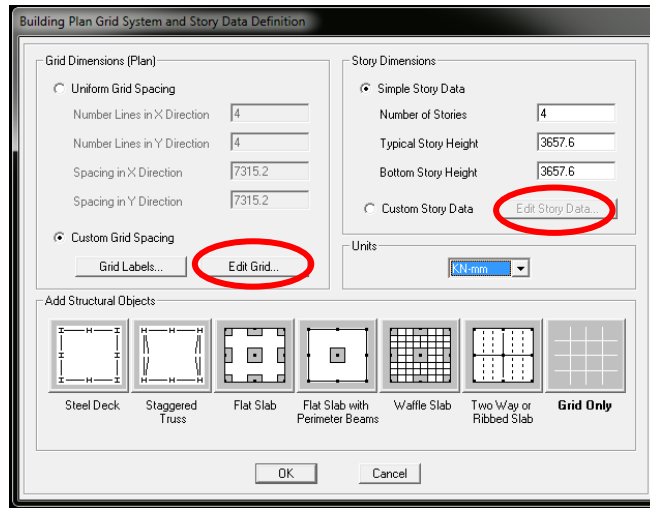 Building Plan Grid System and Story Data Definition
Grid Dimensions (Plan)
Uniform Grid Spacing
Number Lines in X Direction 4
Number Lines in Y Direction 4
Spacing in X Direction 7315.2
Spacing in Y Direction 7315.2
Custom Grid Spacing
Grid Labels... Edit Grid...
Story Dimensions
Simple Story Data
Number of Stories 4
Typical Story Height 3657.6
Bottom Story Height 3657.6
Custom Story Data Edit Story Data...
Units
KN-mm
Add Structural Objects
Steel Deck
Staggered
Truss
Flat Slab
Flat Slab with
Perimeter Beams
Waffle Slab
Two Way or
Ribbed Slab
Grid Only
OK Cancel